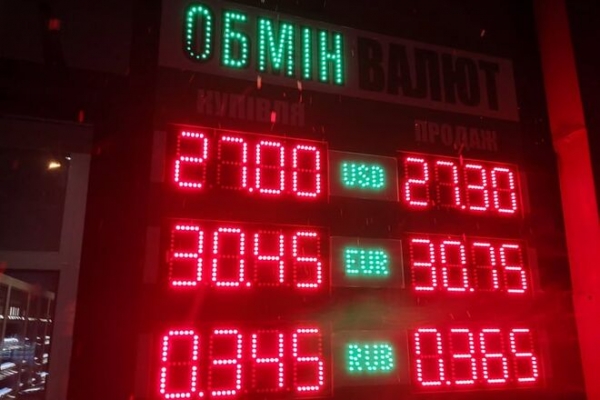 ОБМІН ВАЛЮТ
КУПІВЛЯ ПРОДАЖ
27.00 USD 27.30
30.45 EUR 30.75
0.345 RUB 0.365